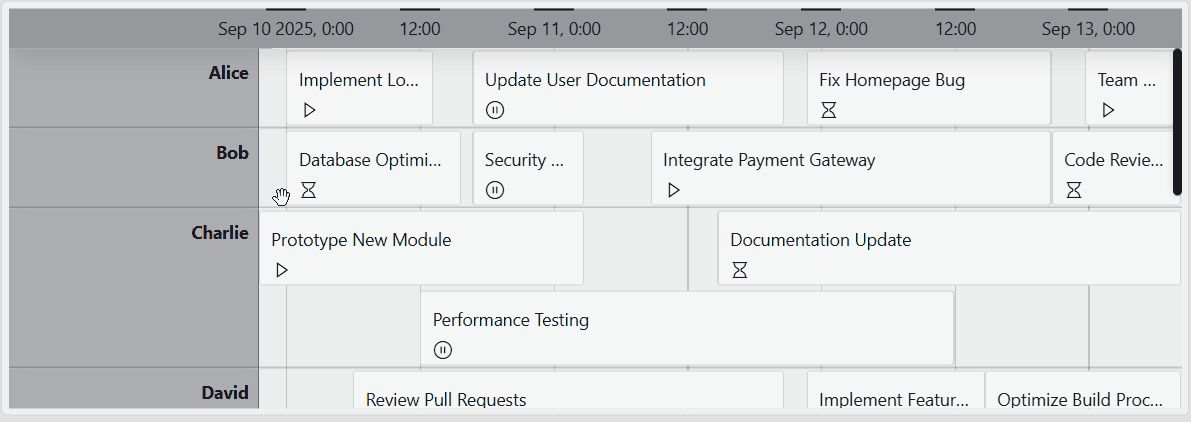 Sep 10 2025, 0:00 12:00 Sep 11, 0:00 12:00 Sep 12, 0:00 12:00 Sep 13, 0:00
Alice
Implement Lo... Update User Documentation Fix Homepage Bug Team ...
Bob
Database Optimi... Security ... Integrate Payment Gateway Code Revie...
Charlie
Prototype New Module Documentation Update
Performance Testing
David
Review Pull Requests Implement Featur... Optimize Build Proc...